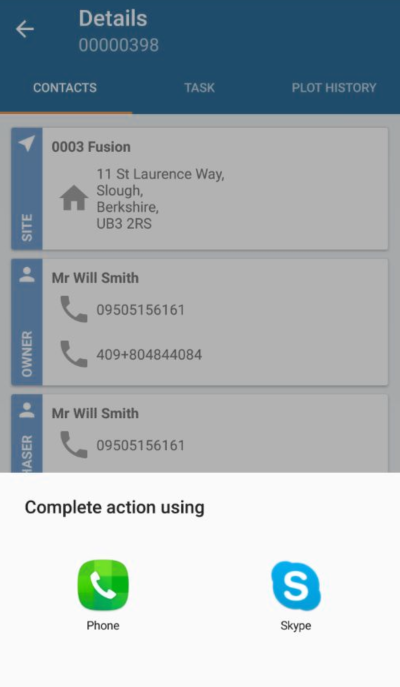 Details
00000398
CONTACTS TASK PLOT HISTORY
SITE
0003 Fusion
11 St Laurence Way,
Slough,
Berkshire,
UB3 2RS
OWNER
Mr Will Smith
09505156161
409+804844084
HASER
Mr Will Smith
09505156161
Complete action using
Phone
Skype